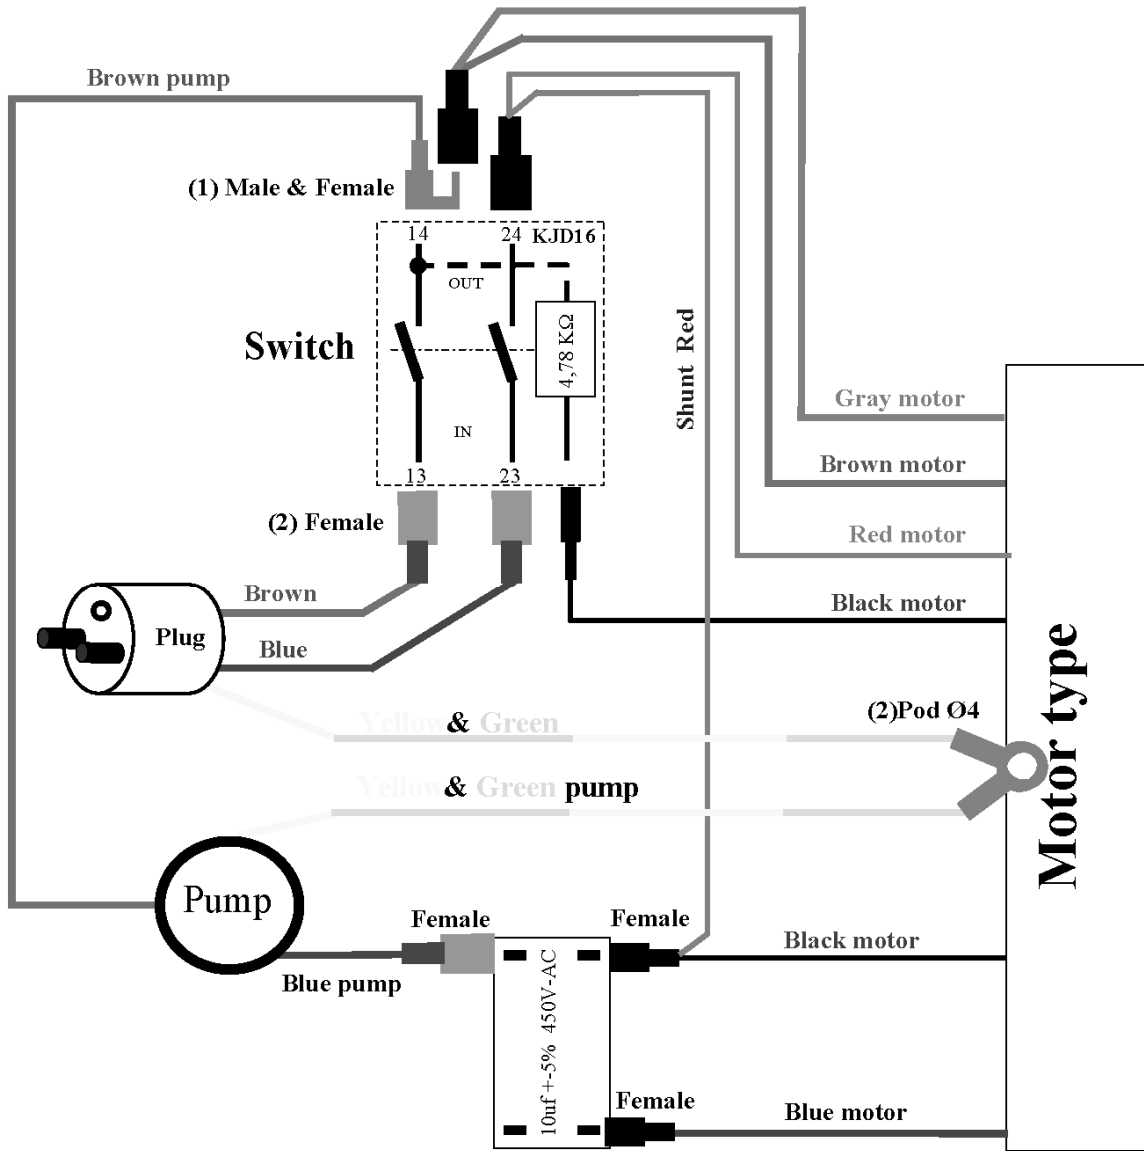 Brown pump
(1) Male & Female
14
24
KJD16
OUT
4,78 KΩ
Switch
IN
13
23
Shunt Red
Gray motor
Brown motor
Red motor
Black motor
(2) Female
Brown
Plug
Blue
Yellow & Green
(2)Pod Ø4
Yellow & Green pump
Motor type
Pump
Female
Female
Black motor
Blue pump
10uf +-5% 450V-AC
Female
Blue motor